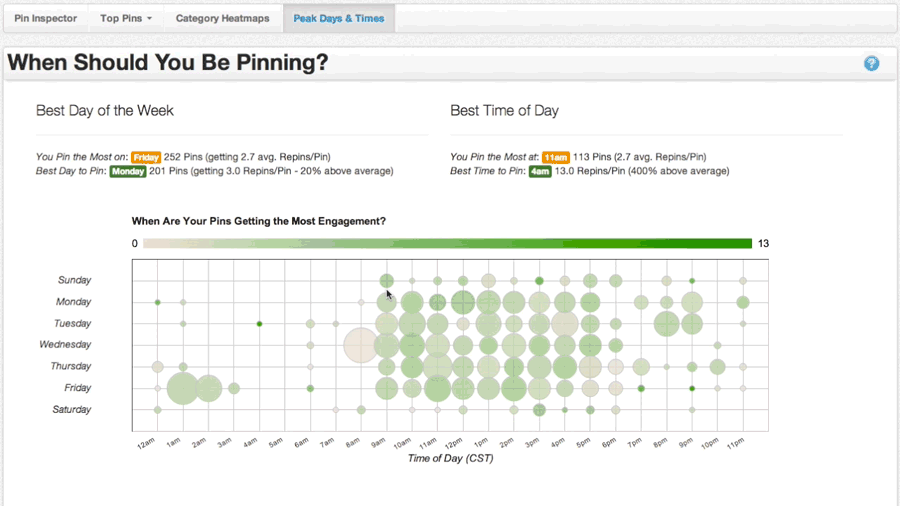 Pin Inspector Top Pins Category Heatmaps Peak Days & Times
When Should You Be Pinning?
?
Best Day of the Week
You Pin the Most on: Friday 252 Pins (getting 2.7 avg. Repins/Pin)
Best Day to Pin: Monday 201 Pins (getting 3.0 Repins/Pin - 20% above average)
Best Time of Day
You Pin the Most at: 11am 113 Pins (2.7 avg. Repins/Pin)
Best Time to Pin: 4am 13.0 Repins/Pin (400% above average)
When Are Your Pins Getting the Most Engagement?
0 13
Sunday
Monday
Tuesday
Wednesday
Thursday
Friday
Saturday
12am 1am 2am 3am 4am 5am 6am 7am 8am 9am 10am 11am 12pm 1pm 2pm 3pm 4pm 5pm 6pm 7pm 8pm 9pm 10pm 11pm
Time of Day (CST)